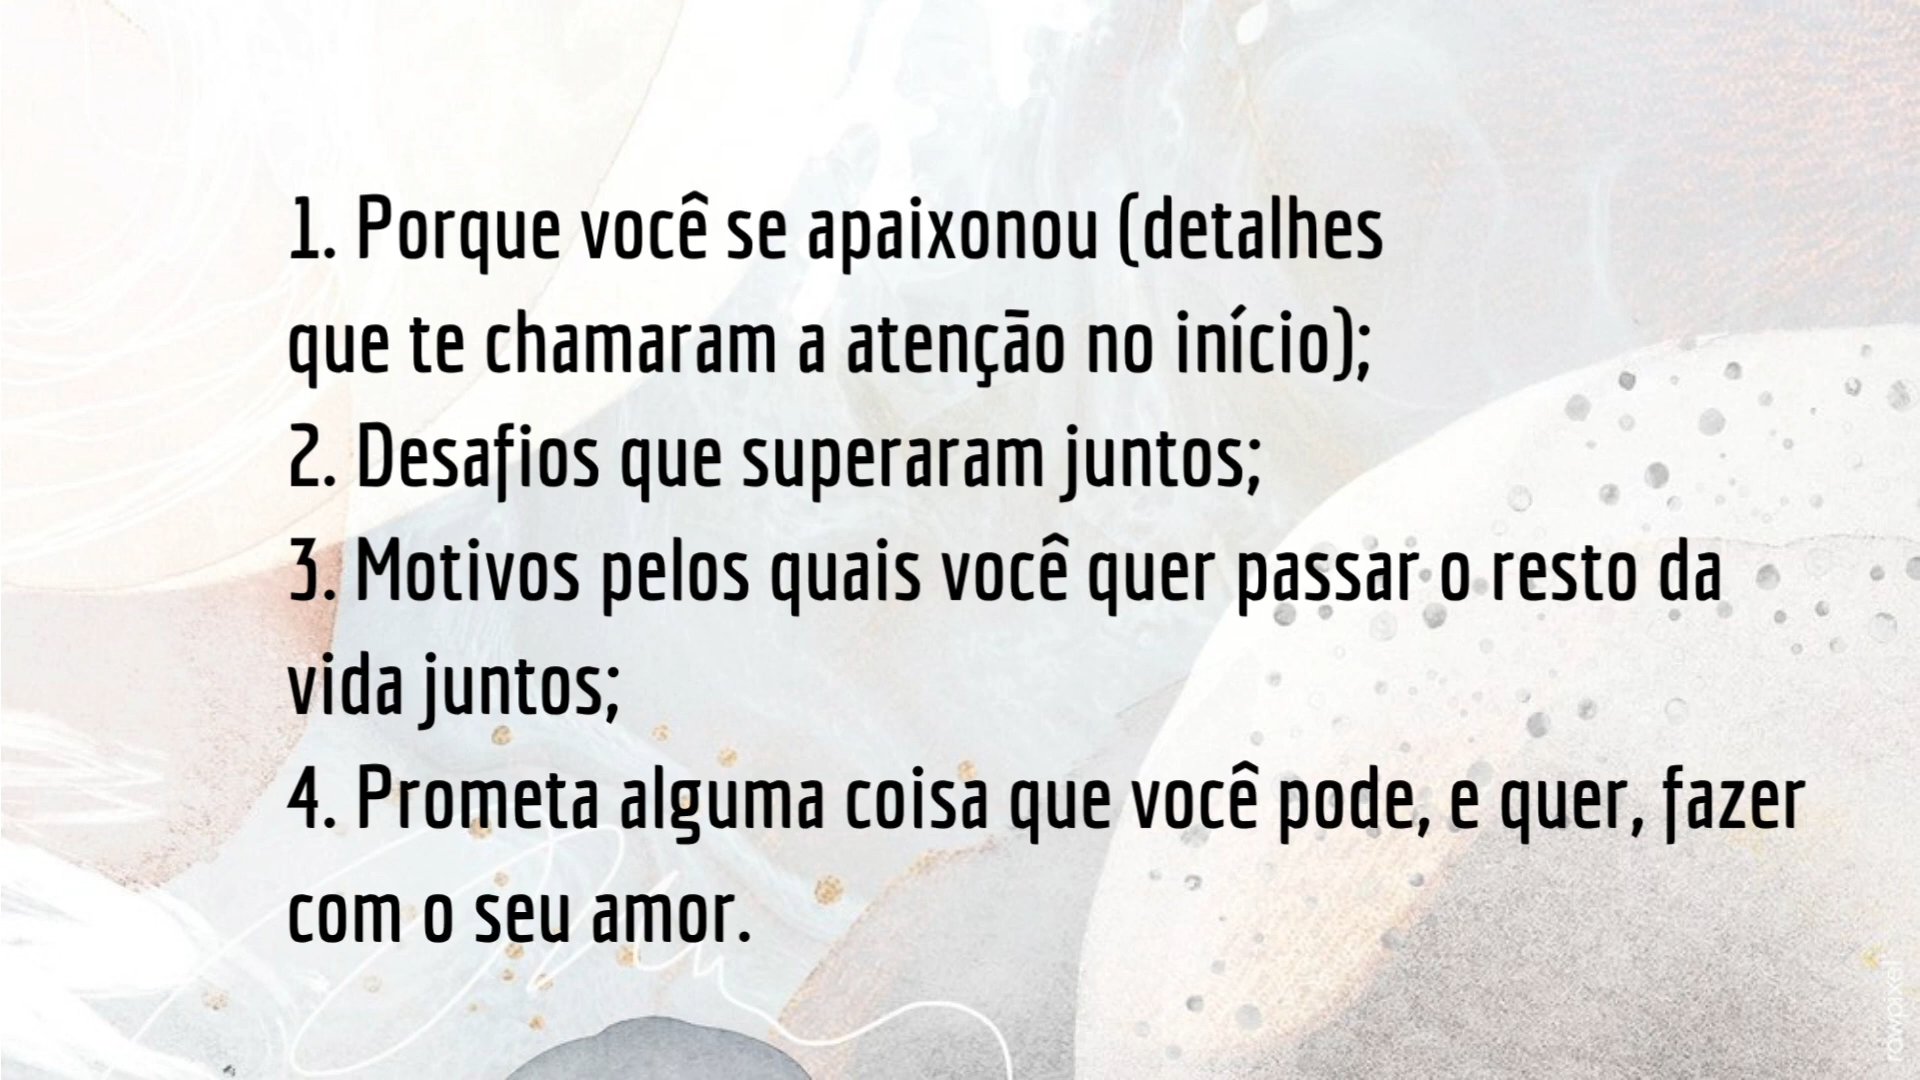 1. Porque você se apaixonou (detalhes
que te chamaram a atenção no início);
2. Desafios que superaram juntos;
3. Motivos pelos quais você quer passar o resto da
vida juntos;
4. Prometa alguma coisa que você pode, e quer, fazer
com o seu amor.
rawpixel